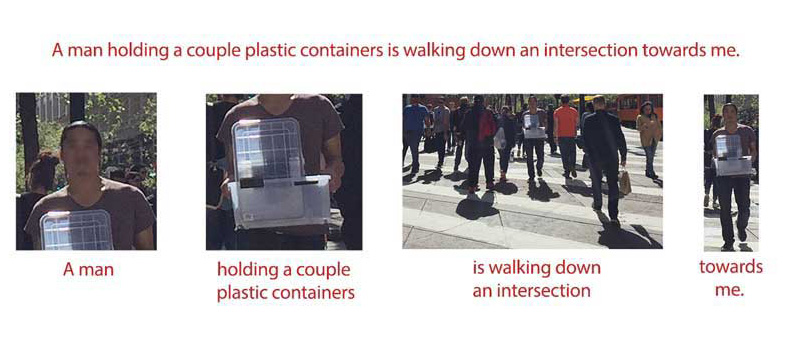 A man holding a couple plastic containers is walking down an intersection towards me.
A man
holding a couple
plastic containers
is walking down
an intersection
towards
me.